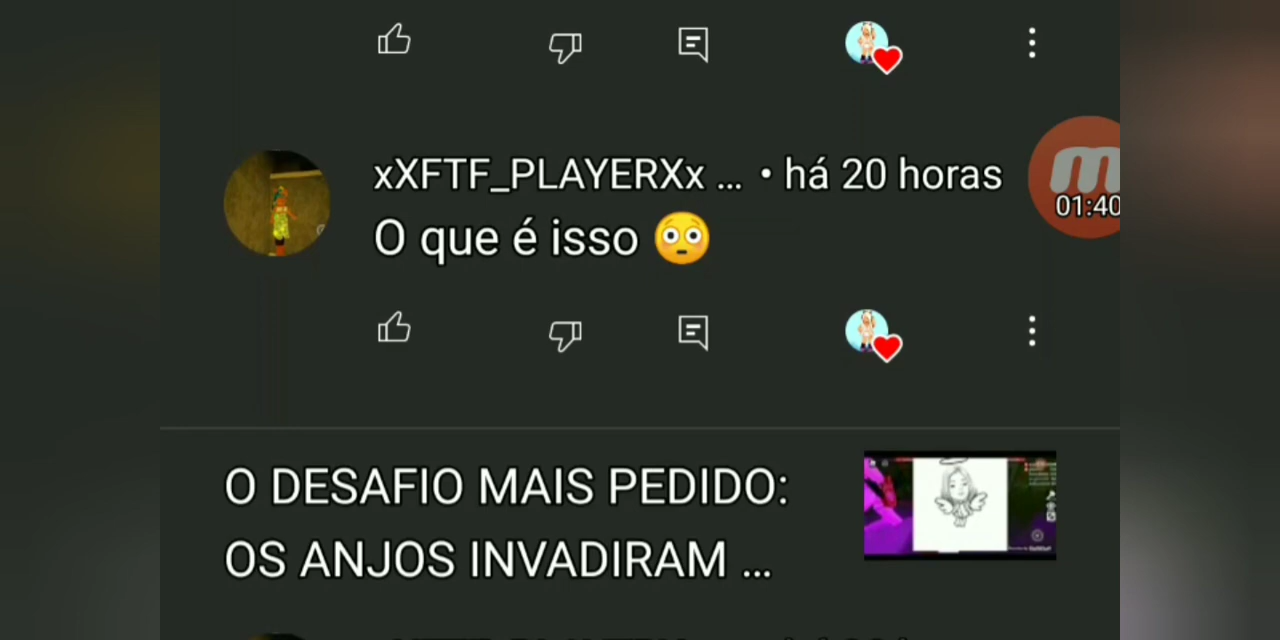 xXFTF_PLAYERXx ... • há 20 horas
O que é isso 😳
01:40
O DESAFIO MAIS PEDIDO:
OS ANJOS INVADIRAM ...